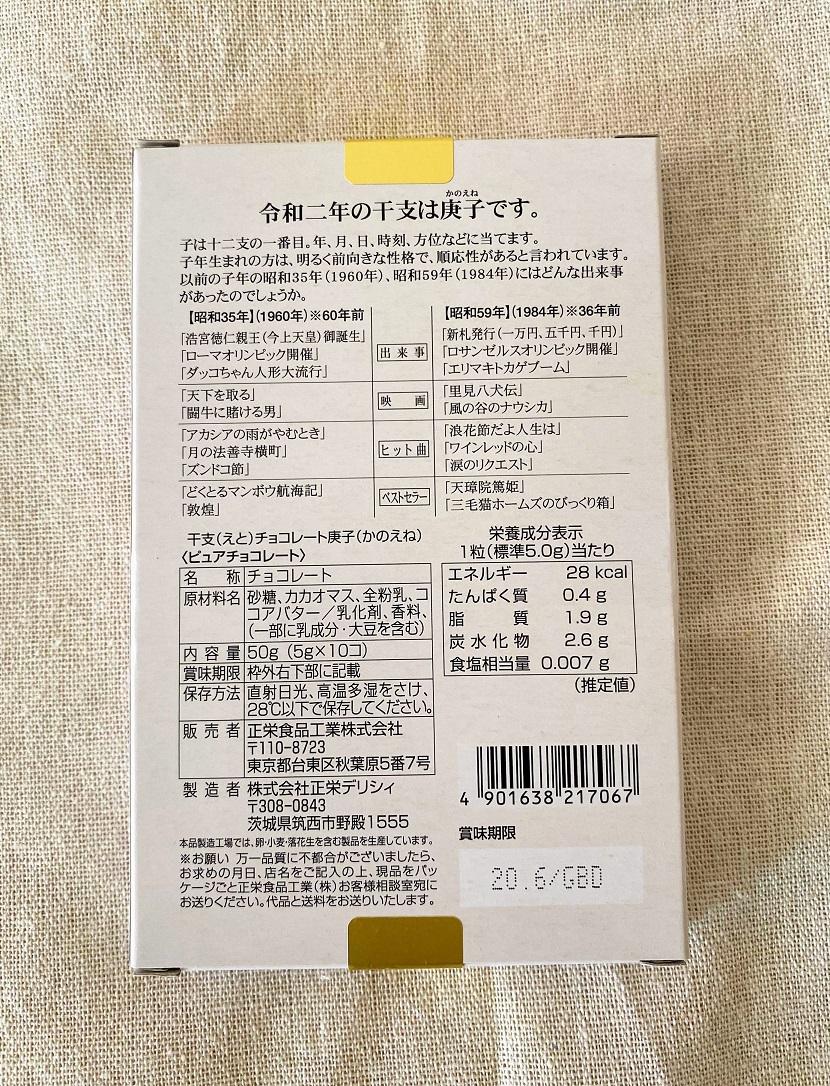 かのえね
令和二年の干支は庚子です。
子は十二支の一番目。年、月、日、時刻、方位などに当てます。
子年生まれの方は、明るく前向きな性格で、順応性があると言われています。
以前の子年の昭和35年(1960年)、昭和59年(1984年)にはどんな出来事
があったのでしょうか。
【昭和35年】(1960年)※60年前
「浩宮徳仁親王(今上天皇)御誕生」
「ローマオリンピック開催」
「ダッコちゃん人形大流行」
出来事
【昭和59年】(1984年)※36年前
「新札発行(一万円、五千円、千円)」
「ロサンゼルスオリンピック開催」
「エリマキトカゲブーム」
「天下を取る」
「闘牛に賭ける男」
映画
「里見八犬伝」
「風の谷のナウシカ」
「アカシアの雨がやむとき」
「月の法善寺横町」
「ズンドコ節」
ヒット曲
「浪花節だよ人生は」
「ワインレッドの心」
「涙のリクエスト」
「どくとるマンボウ航海記」
「敦煌」
ベストセラー
「天璋院篤姫」
「三毛猫ホームズのびっくり箱」
干支(えと)チョコレート庚子(かのえね)
〈ピュアチョコレート〉
名称 チョコレート
原材料名 砂糖、カカオマス、全粉乳、コ
コアバター/乳化剤、香料、
(一部に乳成分・大豆を含む)
内容量 50g(5g×10コ)
賞味期限 枠外右下部に記載
保存方法 直射日光、高温多湿をさけ、
28℃以下で保存してください。
販売者 正栄食品工業株式会社
〒110-8723
東京都台東区秋葉原5番7号
製造者 株式会社正栄デリシィ
〒308-0843
茨城県筑西市野殿1555
本品製造工場では、卵・小麦・落花生を含む製品を生産しています。
※お願い 万一品質に不都合がございましたら、
お求めの月日、店名をご記入の上、現品をパッ
ケージごと正栄食品工業(株)お客様相談室宛に
お送りください。代品と送料をお送りいたします。
栄養成分表示
1粒(標準5.0g)当たり
エネルギー 28 kcal
たんぱく質 0.4 g
脂質 1.9 g
炭水化物 2.6 g
食塩相当量 0.007 g
(推定値)
4 901638 217067
賞味期限
20.6/GBD